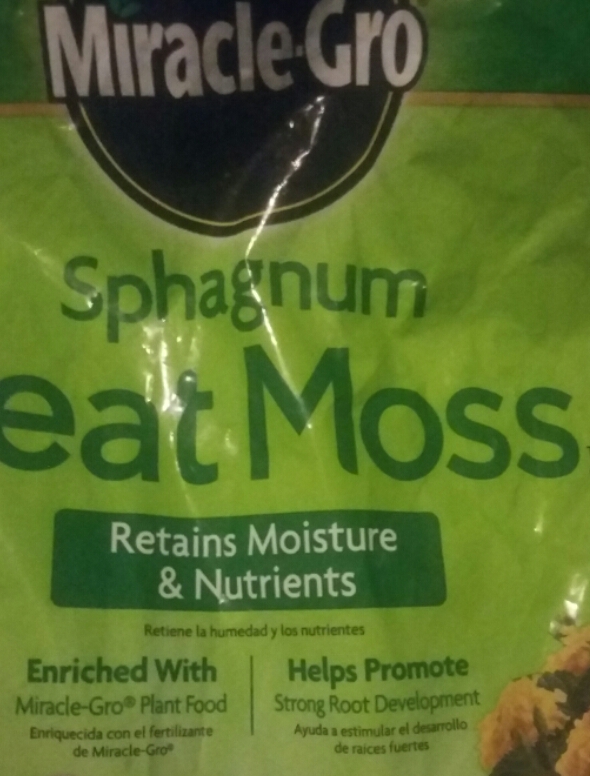 Miracle-Gro
Sphagnum
eat Moss
Retains Moisture
& Nutrients
Retiene la humedad y los nutrientes
Enriched With
Miracle-Gro® Plant Food
Enriquecida con el fertilizante
de Miracle-Gro®
Helps Promote
Strong Root Development
Ayuda a estimular el desarrollo
de raíces fuertes